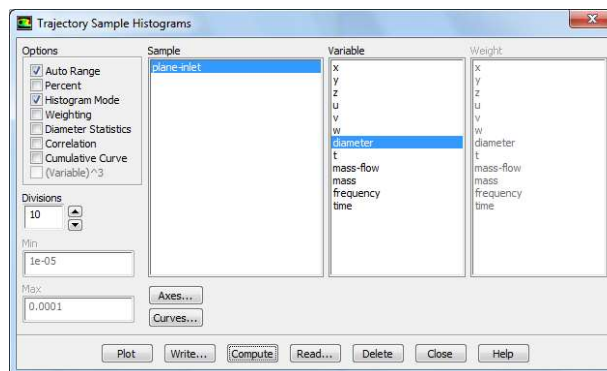 Trajectory Sample Histograms
Options
Auto Range
Percent
Histogram Mode
Weighting
Diameter Statistics
Correlation
Cumulative Curve
(Variable)^3
Divisions
10
Min
1e-05
Max
0.0001
Sample
plane-inlet
Axes...
Curves...
Variable
x
y
z
u
v
w
diameter
t
mass-flow
mass
frequency
time
Weight
x
y
z
u
v
w
diameter
t
mass-flow
mass
frequency
time
Plot
Write...
Compute
Read...
Delete
Close
Help